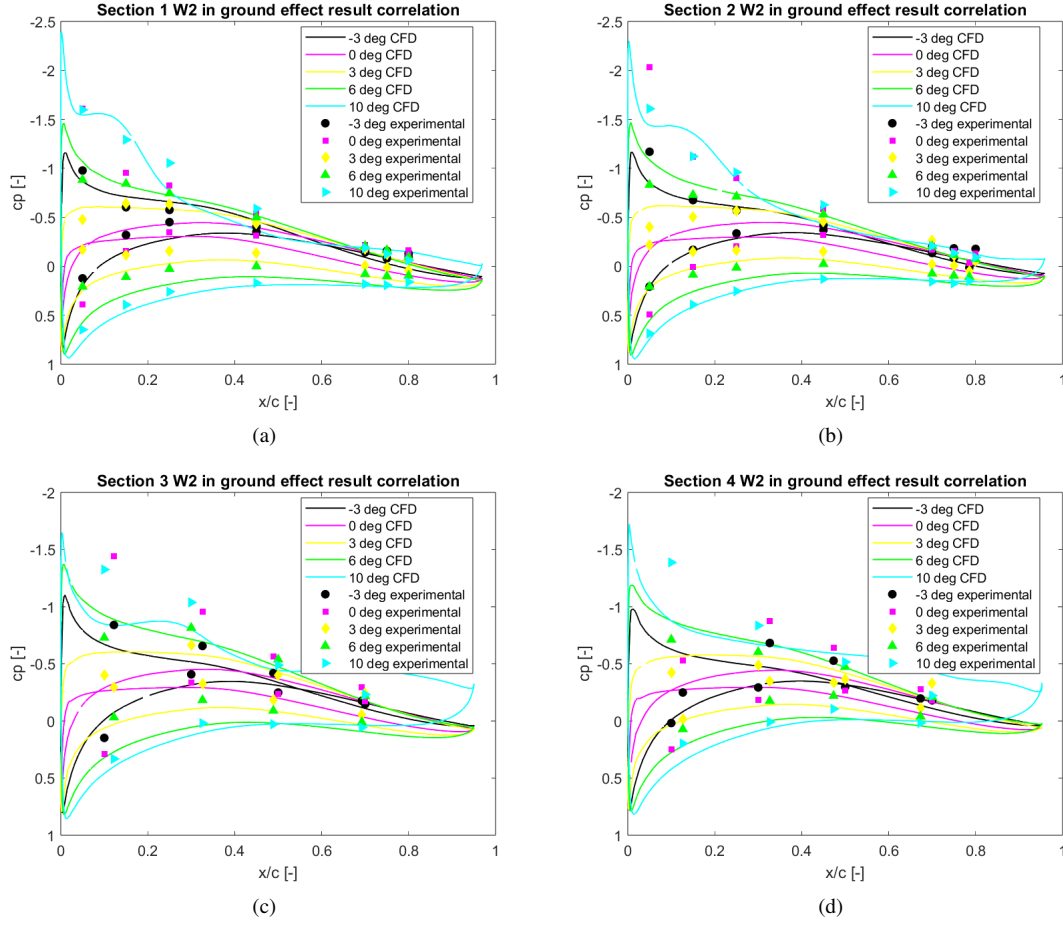 Section 1 W2 in ground effect result correlation
-2.5
-2
-1.5
-1
-0.5
0
0.5
1
cp [-]
0
0.2
0.4
0.6
0.8
1
x/c [-]
-3 deg CFD
0 deg CFD
3 deg CFD
6 deg CFD
10 deg CFD
-3 deg experimental
0 deg experimental
3 deg experimental
6 deg experimental
10 deg experimental
(a)
Section 2 W2 in ground effect result correlation
-2.5
-2
-1.5
-1
-0.5
0
0.5
1
cp [-]
0
0.2
0.4
0.6
0.8
1
x/c [-]
-3 deg CFD
0 deg CFD
3 deg CFD
6 deg CFD
10 deg CFD
-3 deg experimental
0 deg experimental
3 deg experimental
6 deg experimental
10 deg experimental
(b)
Section 3 W2 in ground effect result correlation
-2
-1.5
-1
-0.5
0
0.5
1
cp [-]
0
0.2
0.4
0.6
0.8
1
x/c [-]
-3 deg CFD
0 deg CFD
3 deg CFD
6 deg CFD
10 deg CFD
-3 deg experimental
0 deg experimental
3 deg experimental
6 deg experimental
10 deg experimental
(c)
Section 4 W2 in ground effect result correlation
-2
-1.5
-1
-0.5
0
0.5
1
cp [-]
0
0.2
0.4
0.6
0.8
1
x/c [-]
-3 deg CFD
0 deg CFD
3 deg CFD
6 deg CFD
10 deg CFD
-3 deg experimental
0 deg experimental
3 deg experimental
6 deg experimental
10 deg experimental
(d)